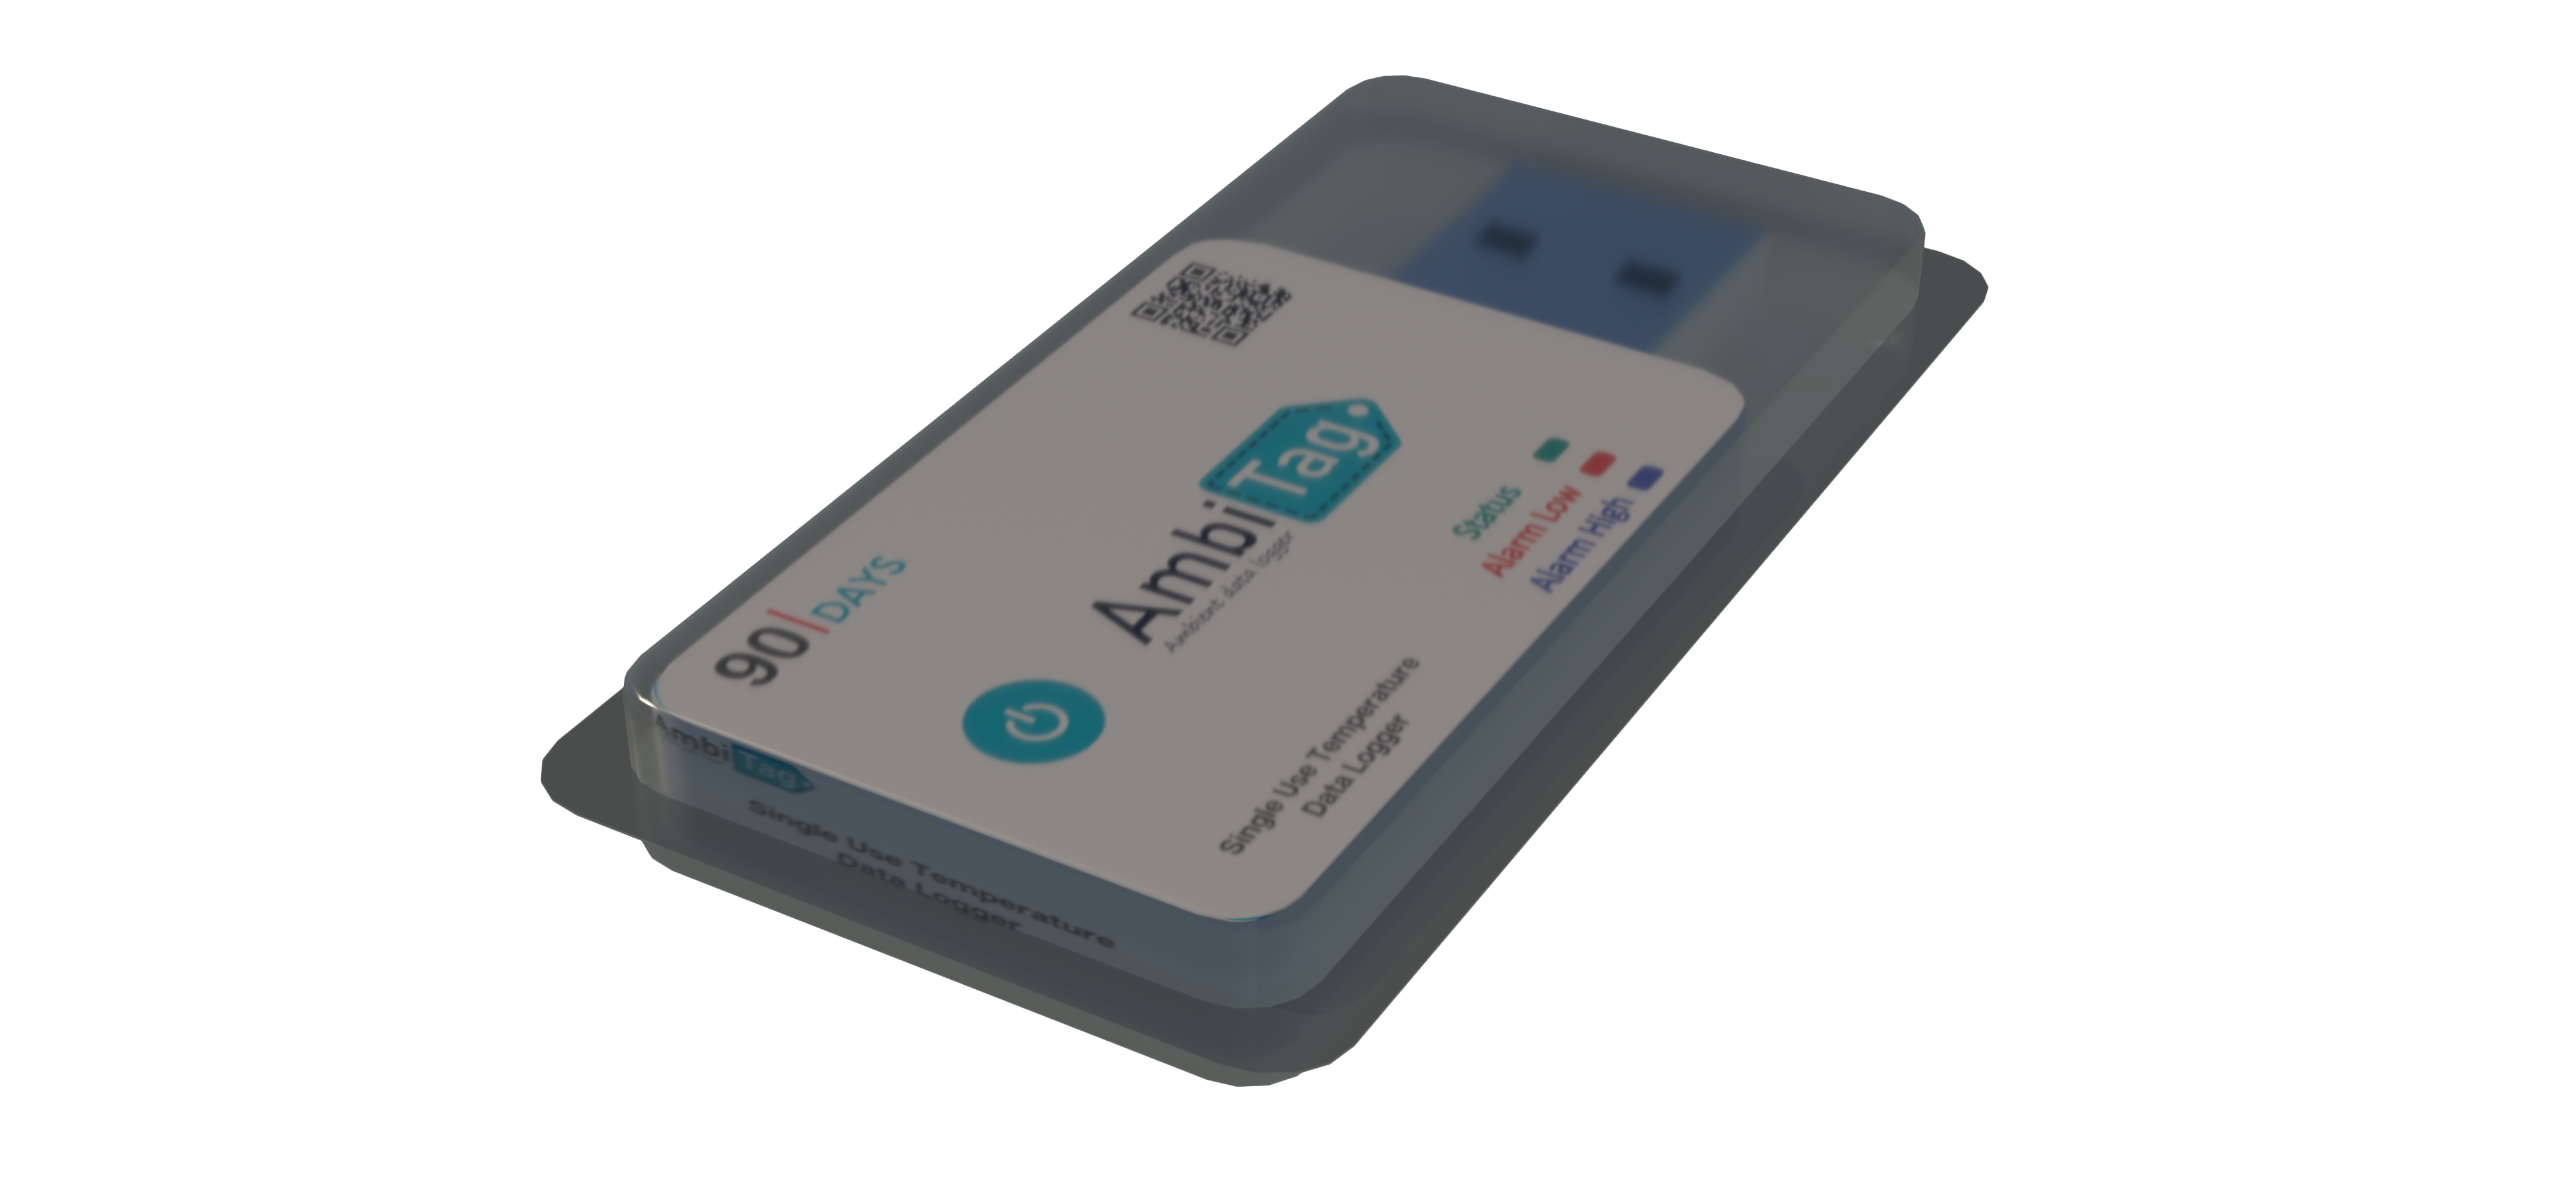 90|DAYS
Ambi Tag
Ambient data logger
Status
Alarm Low
Alarm High
Single Use Temperature
Data Logger
Ambi Tag
Single Use Temperature
Data Logger